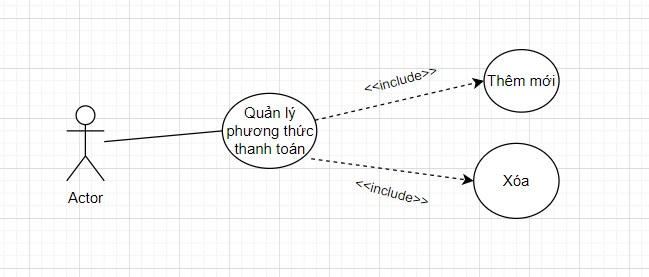 Actor
Quản lý
phương thức
thanh toán
<<include>>
Thêm mới
<<include>>
Xóa